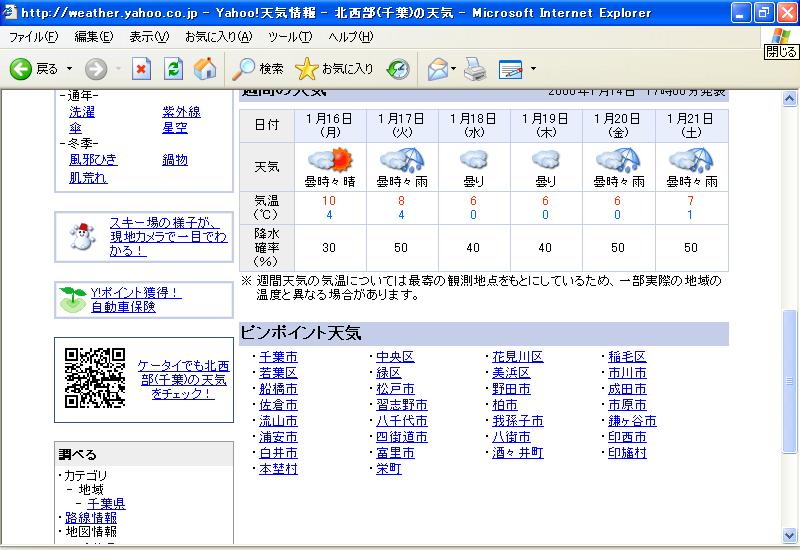 http://weather.yahoo.co.jp - Yahoo!天気情報 - 北西部(千葉)の天気 - Microsoft Internet Explorer
ファイル(F) 編集(E) 表示(V) お気に入り(A) ツール(T) ヘルプ(H)
閉じる
戻る 検索 お気に入り
-通年-
洗濯 紫外線
傘 星空
-冬季-
風邪ひき 鍋物
肌荒れ
スキー場の様子が、
現地カメラで一目でわ
かる!
Y!ポイント獲得!
自動車保険
ケータイでも北西
部(千葉)の天気
をチェック!
調べる
・カテゴリ
- 地域
- 千葉県
・路線情報
・地図情報
週間の天気 2006年1月14日 17時00分発表
日付 1月16日(月) 1月17日(火) 1月18日(水) 1月19日(木) 1月20日(金) 1月21日(土)
天気 曇時々晴 曇時々雨 曇り 曇り 曇時々雨 曇時々雨
気温 10 8 6 6 6 7
(℃) 4 4 0 0 0 1
降水
確率 30 50 40 40 50 50
(%)
※ 週間天気の気温については最寄の観測地点をもとにしているため、一部実際の地域の
温度と異なる場合があります。
ピンポイント天気
・千葉市 ・中央区 ・花見川区 ・稲毛区
・若葉区 ・緑区 ・美浜区 ・市川市
・船橋市 ・松戸市 ・野田市 ・成田市
・佐倉市 ・習志野市 ・柏市 ・市原市
・流山市 ・八千代市 ・我孫子市 ・鎌ヶ谷市
・浦安市 ・四街道市 ・八街市 ・印西市
・白井市 ・富里市 ・酒々井町 ・印旛村
・本埜村 ・栄町